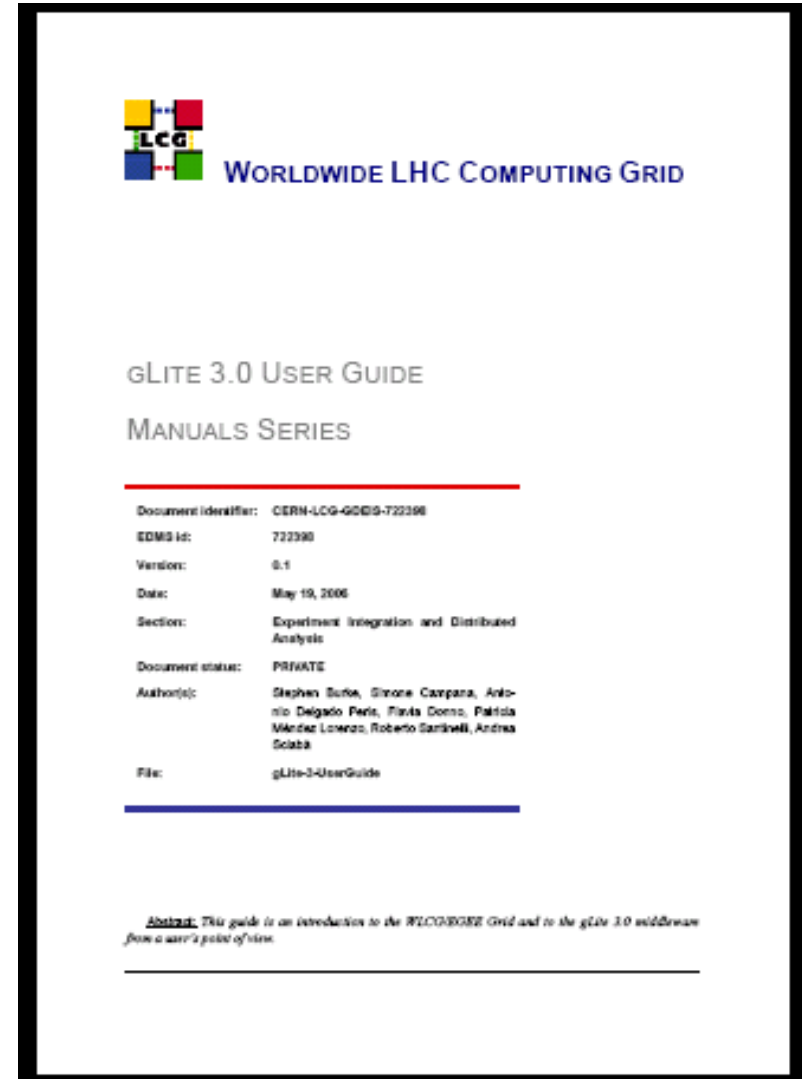 LCG
WORLDWIDE LHC COMPUTING GRID
GLITE 3.0 USER GUIDE
MANUALS SERIES
Document identifier: CERN-LCG-GDEIS-722398
EDMS id: 722398
Version: 0.1
Date: May 19, 2006
Section: Experiment Integration and Distributed
Analysis
Document status: PRIVATE
Author(s): Stephen Burke, Simone Campana, Anto-
nio Delgado Peris, Flavia Donno, Patricia
Méndez Lorenzo, Roberto Santinelli, Andrea
Sciabà
File: gLite-3-UserGuide
Abstract: This guide is an introduction to the WLCG/EGEE Grid and to the gLite 3.0 middleware
from a user's point of view.